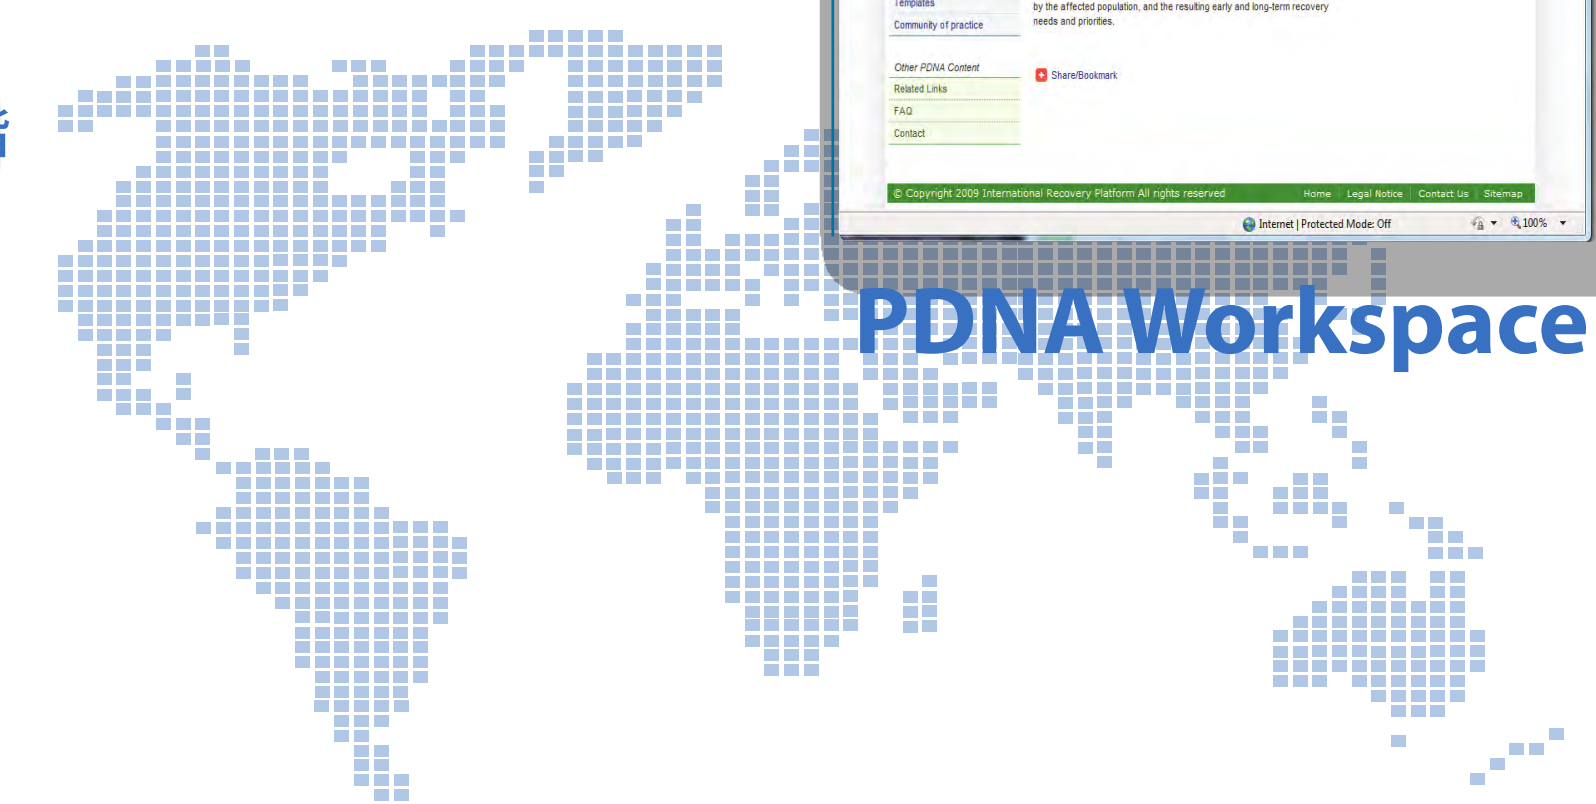 Templates
Community of practice
Other PDNA Content
Related Links
FAQ
Contact
by the affected population, and the resulting early and long-term recovery
needs and priorities.
Share/Bookmark
© Copyright 2009 International Recovery Platform All rights reserved
Home | Legal Notice | Contact Us | Sitemap
Internet | Protected Mode: Off
100%
PDNA Workspace